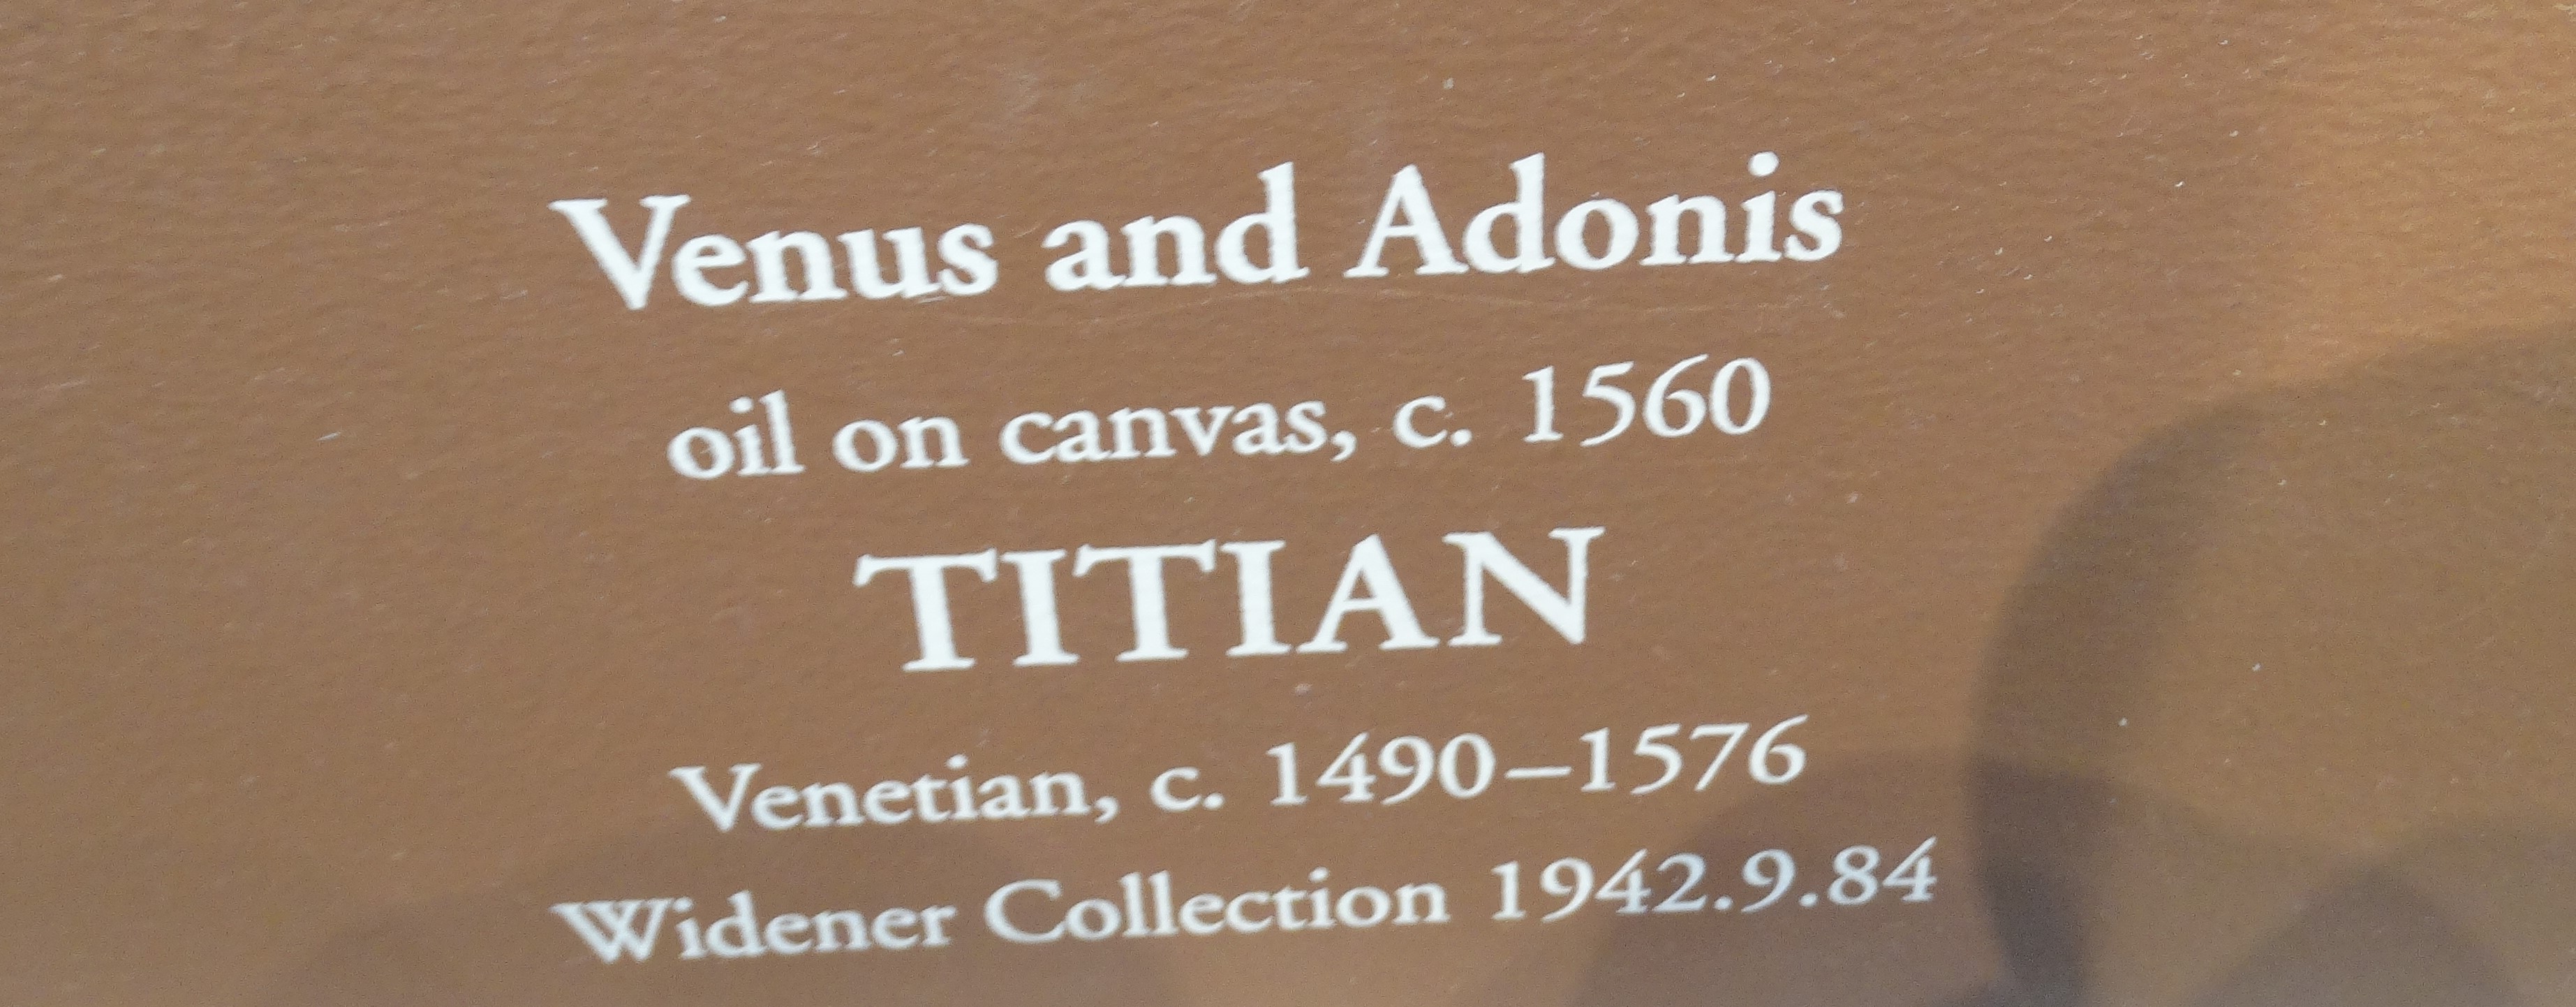 Venus and Adonis
oil on canvas, c. 1560
TITIAN
Venetian, c. 1490–1576
Widener Collection 1942.9.84